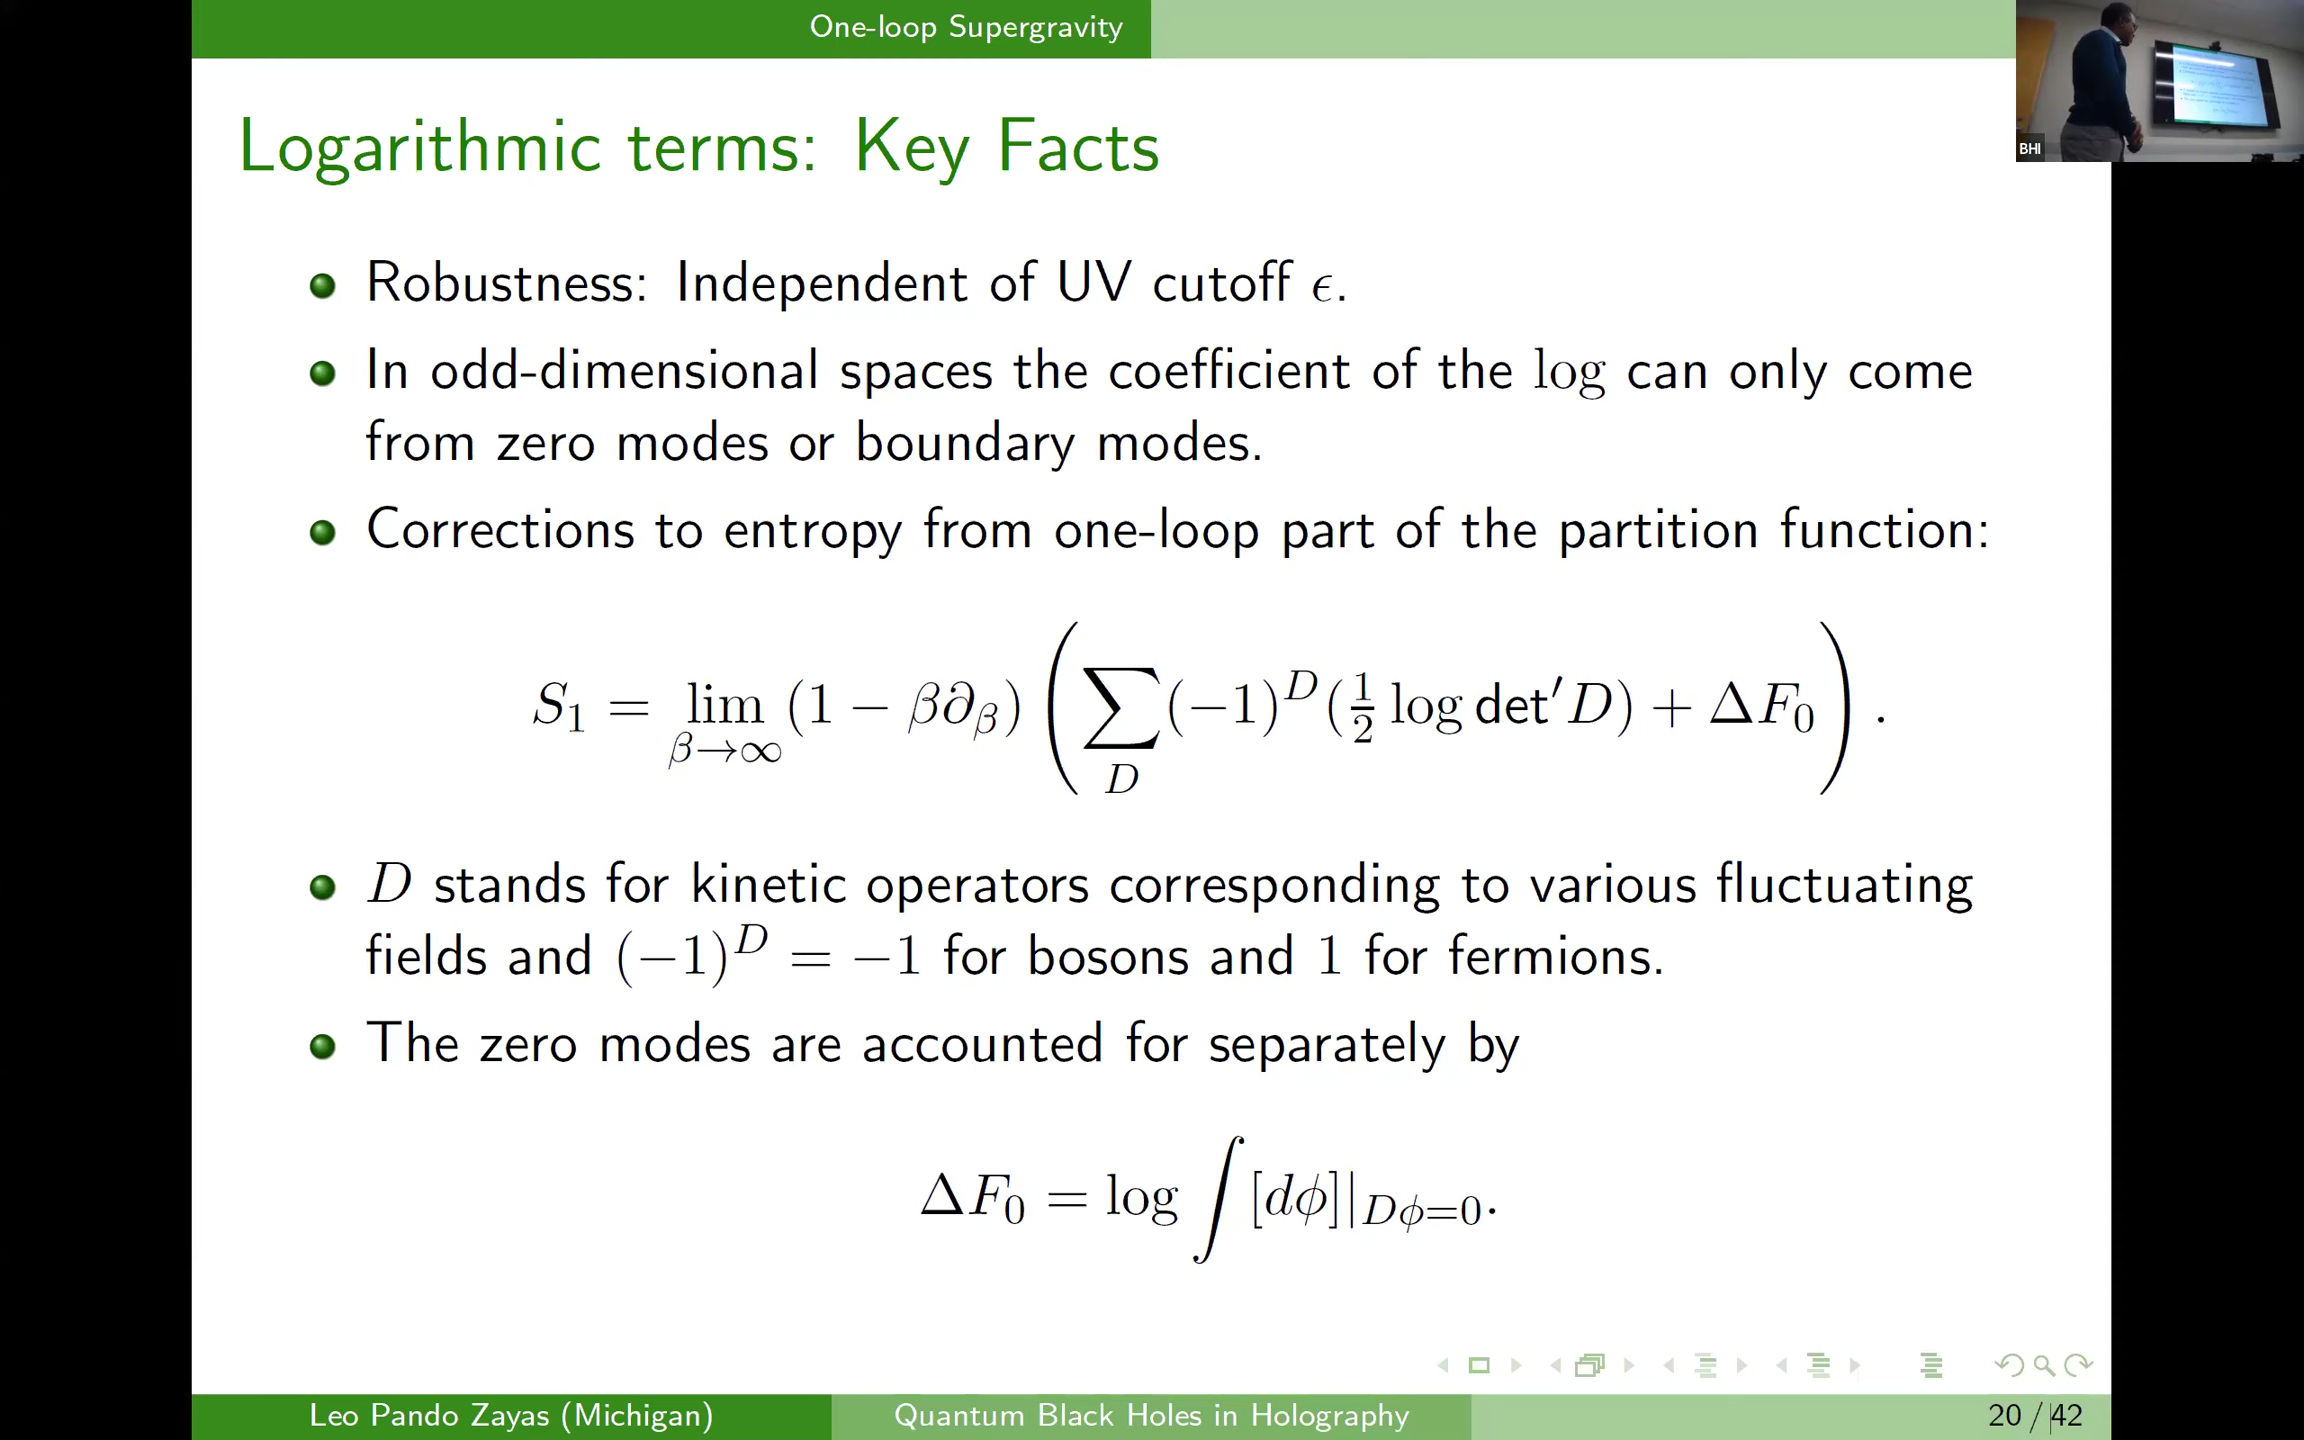 One-loop Supergravity
BHI
Logarithmic terms: Key Facts
Robustness: Independent of UV cutoff ϵ.
In odd-dimensional spaces the coefficient of the log can only come
from zero modes or boundary modes.
Corrections to entropy from one-loop part of the partition function:
S₁ = lim_{β→∞} (1 − β∂_β) ( ∑_D (−1)^D (½ log det′D) + ΔF₀ ) .
D stands for kinetic operators corresponding to various fluctuating
fields and (−1)^D = −1 for bosons and 1 for fermions.
The zero modes are accounted for separately by
ΔF₀ = log ∫ [dϕ]|_{Dϕ=0}.
Leo Pando Zayas (Michigan)
Quantum Black Holes in Holography
20 / 42